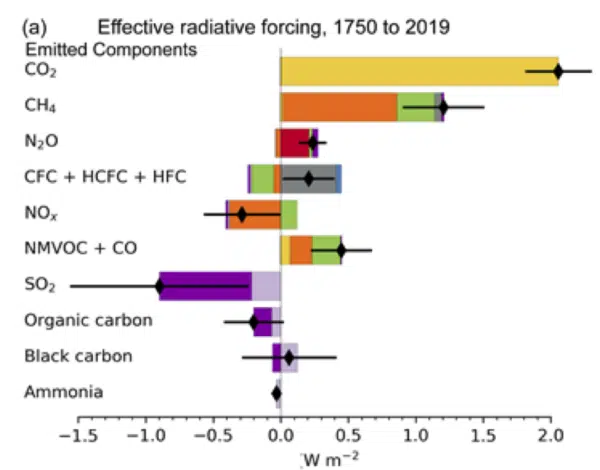 (a) Effective radiative forcing, 1750 to 2019
Emitted Components
CO₂
CH₄
N₂O
CFC + HCFC + HFC
NOₓ
NMVOC + CO
SO₂
Organic carbon
Black carbon
Ammonia
−1.5 −1.0 −0.5 0.0 0.5 1.0 1.5 2.0
W m⁻²